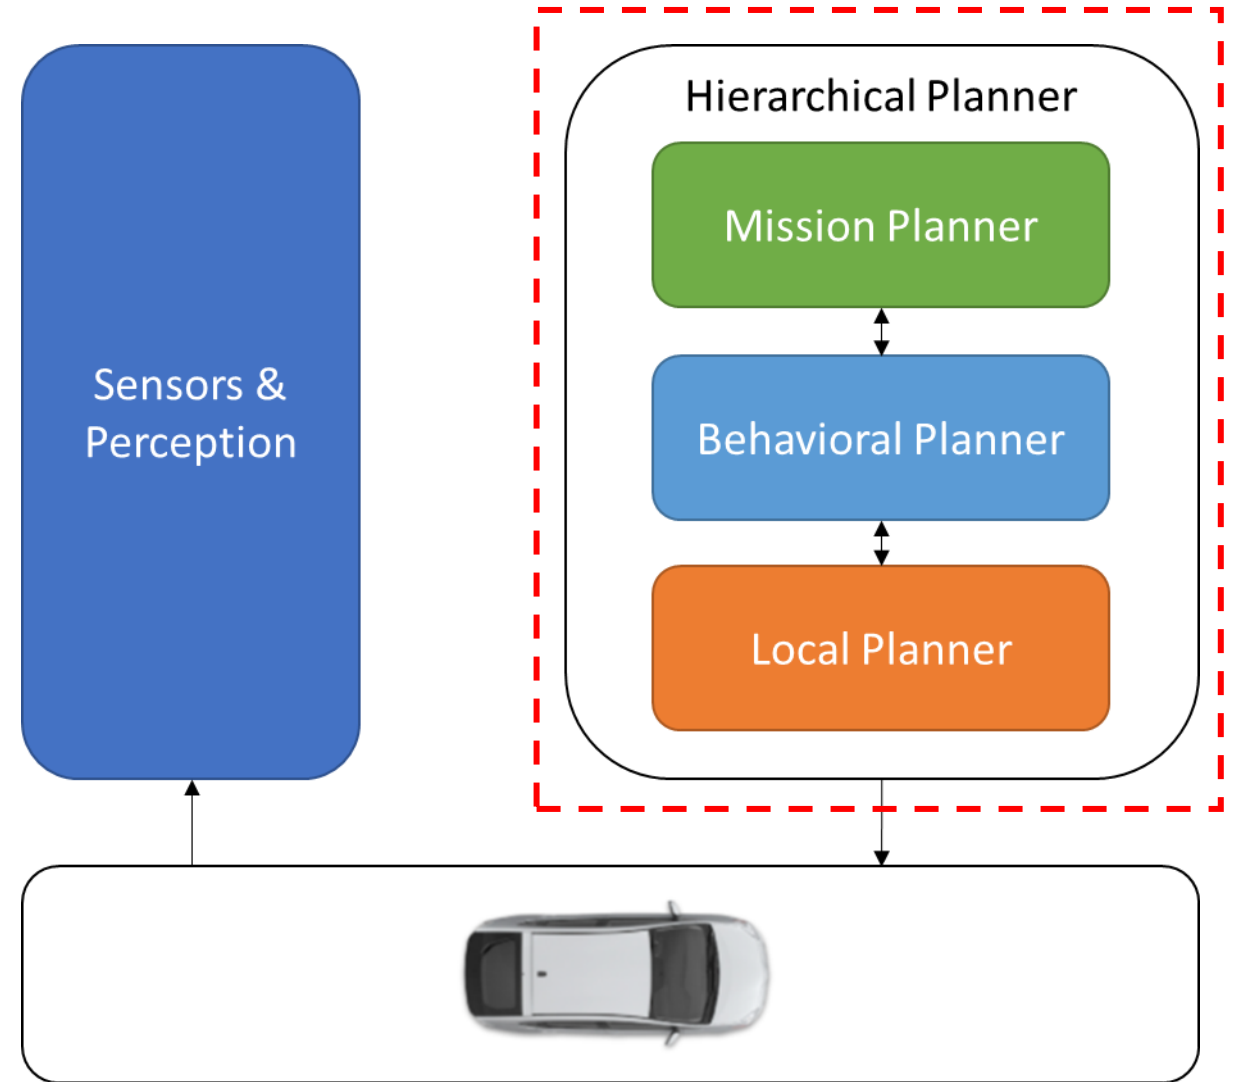 Sensors &
Perception
Hierarchical Planner
Mission Planner
Behavioral Planner
Local Planner